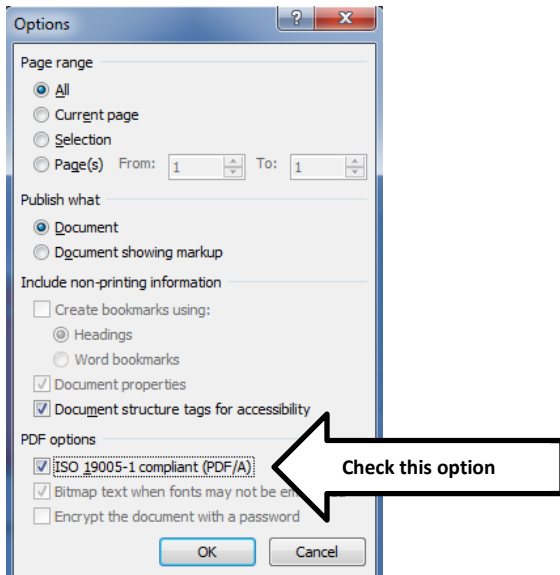 Options
Page range
All
Current page
Selection
Page(s) From: 1 To: 1
Publish what
Document
Document showing markup
Include non-printing information
Create bookmarks using:
Headings
Word bookmarks
Document properties
Document structure tags for accessibility
PDF options
ISO 19005-1 compliant (PDF/A)
Check this option
Bitmap text when fonts may not be
Encrypt the document with a password
OK Cancel